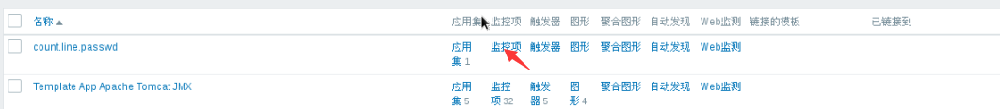 名称▲ 应用集 监控项 触发器 图形 聚合图形 自动发现 Web监测 链接的模板 已链接到
count.line.passwd 应用 监控项 触发器 图形 聚合图形 自动发现 Web监测
集 1
Template App Apache Tomcat JMX 应用 监控 触发 图 聚合图形 自动发现 Web监测
集 5 项 32 器 5 形 4